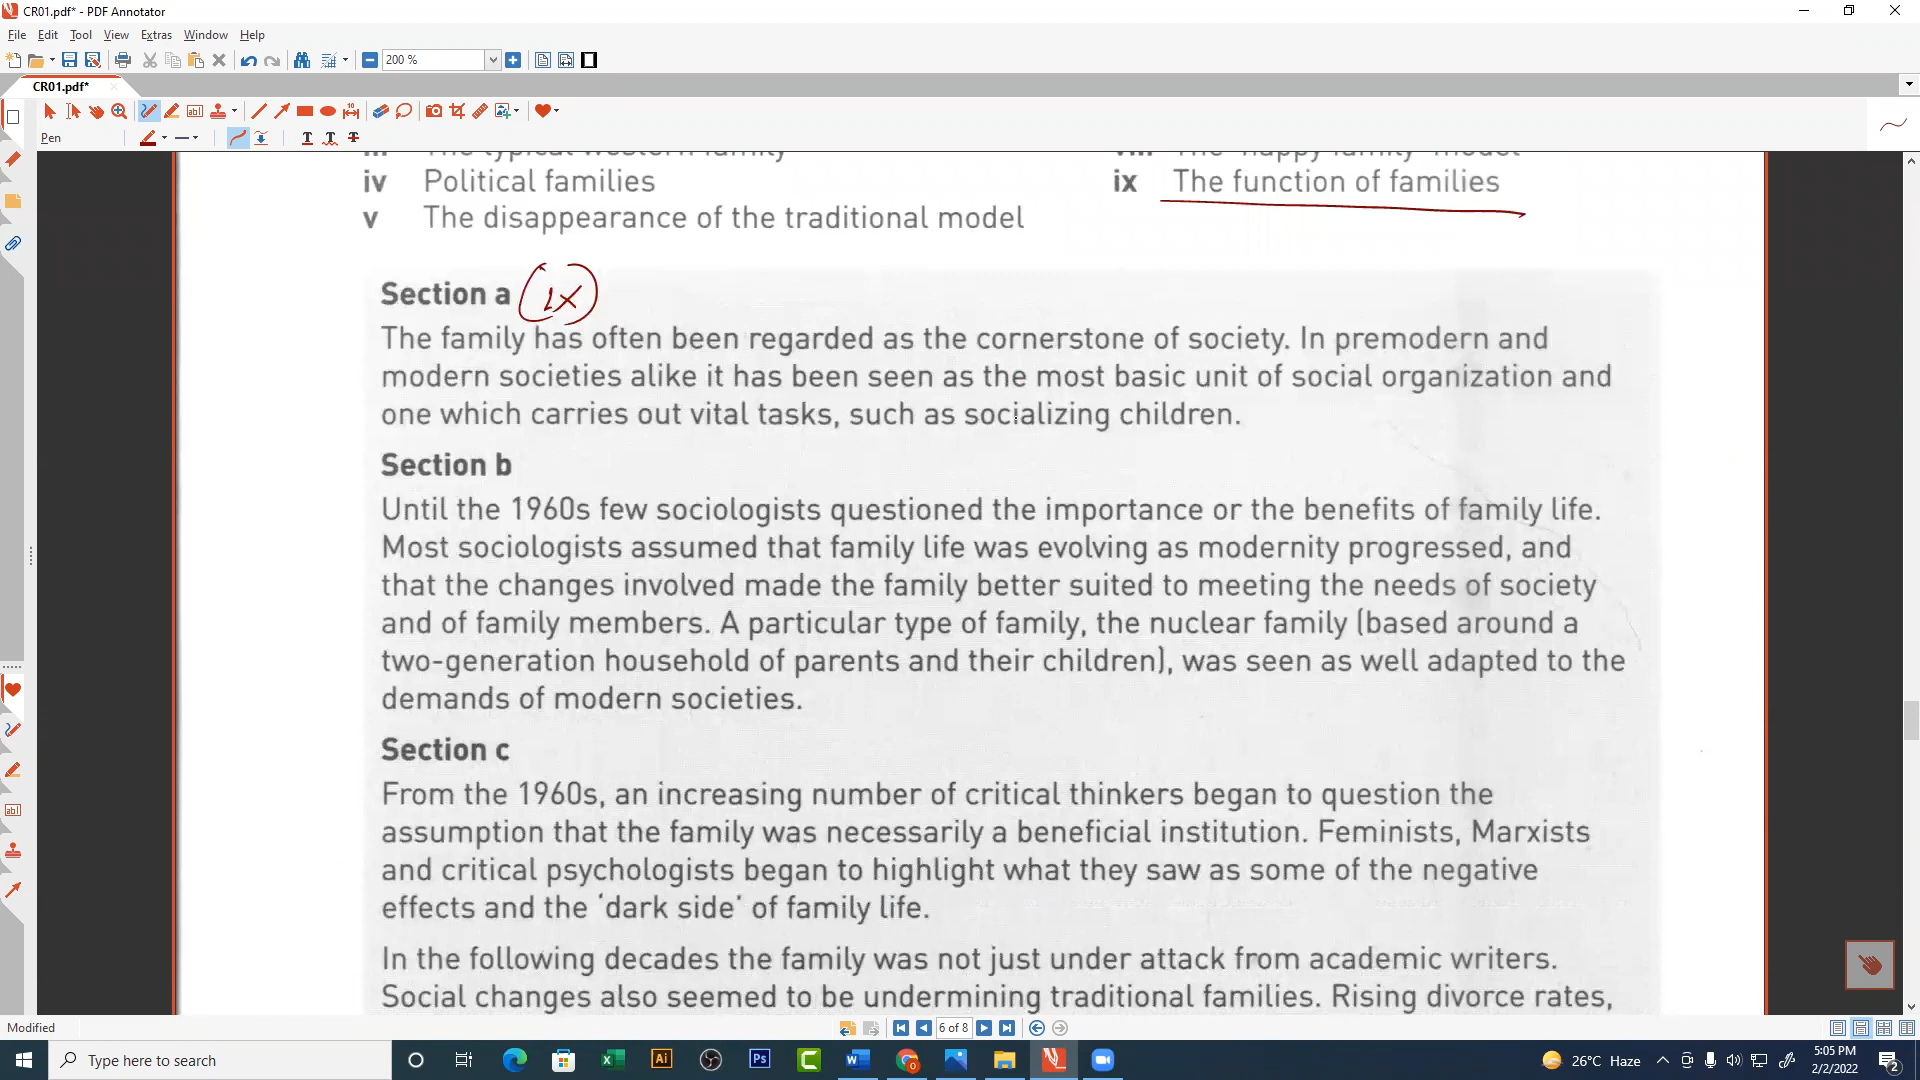 CR01.pdf* - PDF Annotator
File Edit Tool View Extras Window Help
200 %
CR01.pdf*
Pen
iii The typical western family
viii The 'happy family' model
iv Political families
ix The function of families
v The disappearance of the traditional model
Section a ix
The family has often been regarded as the cornerstone of society. In premodern and
modern societies alike it has been seen as the most basic unit of social organization and
one which carries out vital tasks, such as socializing children.
Section b
Until the 1960s few sociologists questioned the importance or the benefits of family life.
Most sociologists assumed that family life was evolving as modernity progressed, and
that the changes involved made the family better suited to meeting the needs of society
and of family members. A particular type of family, the nuclear family (based around a
two-generation household of parents and their children), was seen as well adapted to the
demands of modern societies.
Section c
From the 1960s, an increasing number of critical thinkers began to question the
assumption that the family was necessarily a beneficial institution. Feminists, Marxists
and critical psychologists began to highlight what they saw as some of the negative
effects and the 'dark side' of family life.
In the following decades the family was not just under attack from academic writers.
Social changes also seemed to be undermining traditional families. Rising divorce rates,
Modified
6 of 8
Type here to search
26°C Haze
5:05 PM
2/2/2022
2